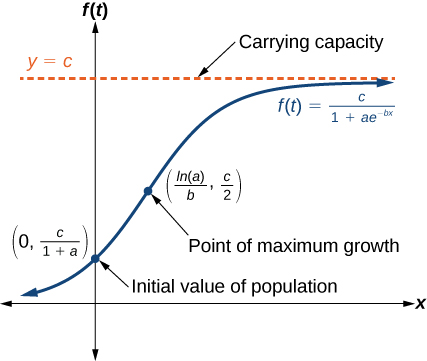 f(t)
Carrying capacity
y = c
f(t) = c / (1 + ae^{-bx})
(ln(a)/b, c/2)
(0, c/(1 + a))
Point of maximum growth
Initial value of population
x